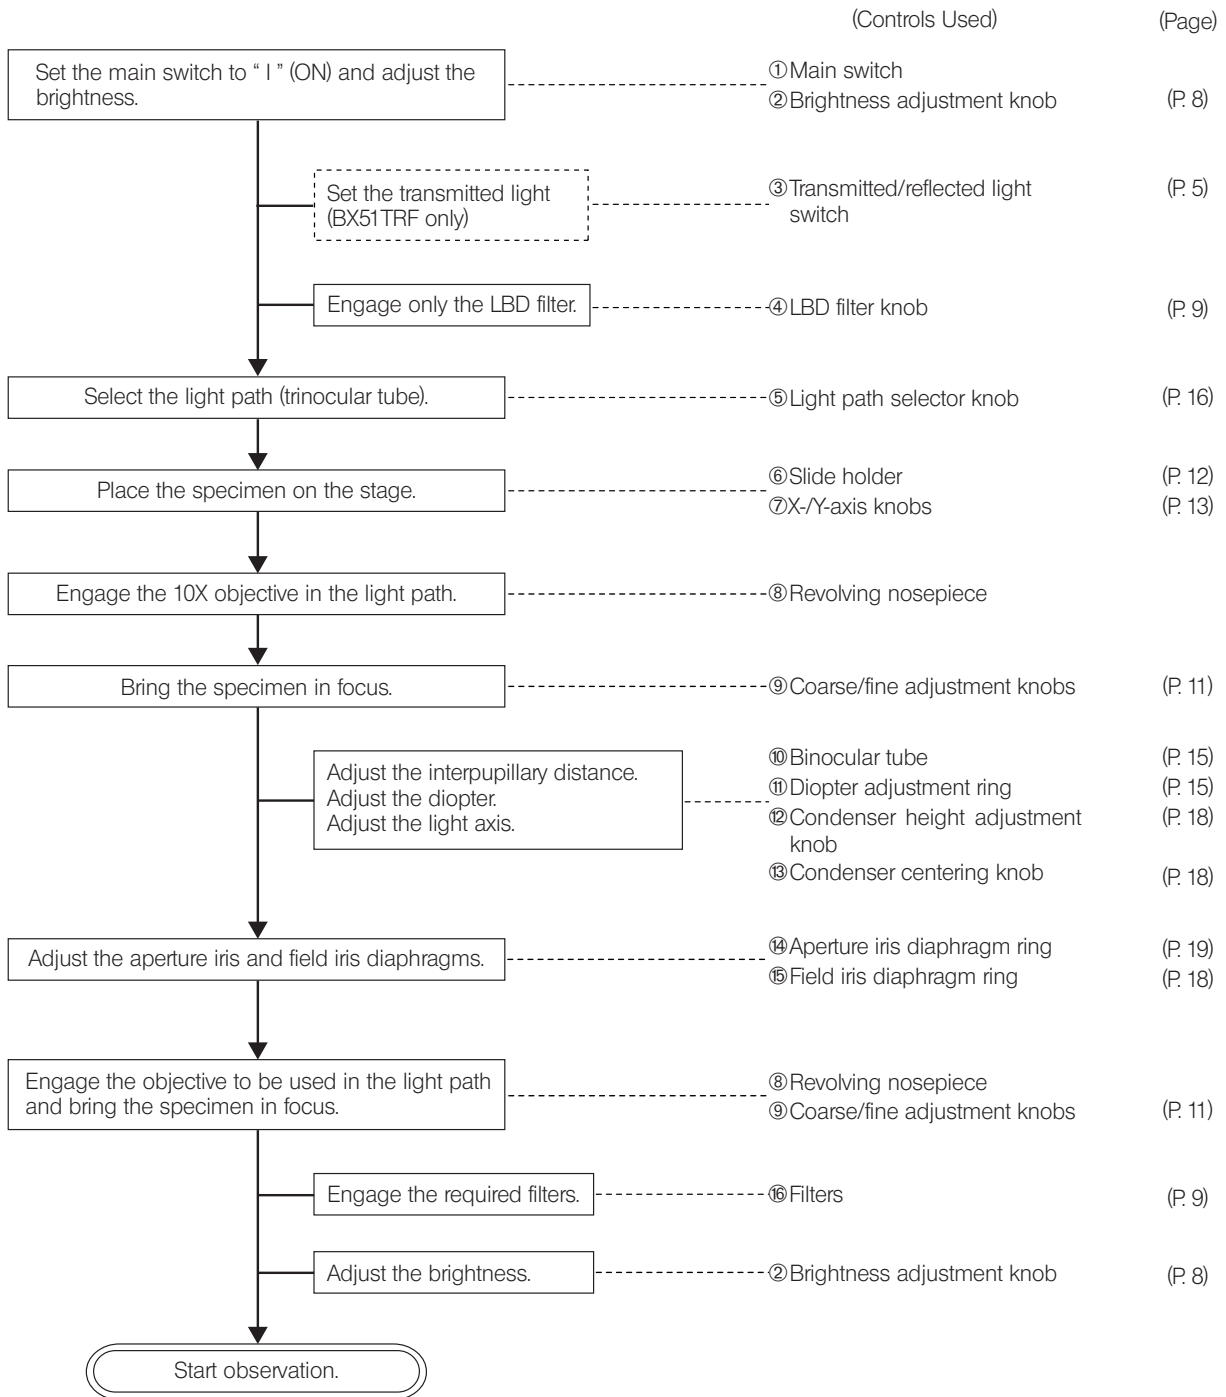 (Controls Used) (Page)
Set the main switch to “ I ” (ON) and adjust the
brightness.
①Main switch
②Brightness adjustment knob (P. 8)
Set the transmitted light
(BX51TRF only)
③Transmitted/reflected light (P. 5)
switch
Engage only the LBD filter. ④LBD filter knob (P. 9)
Select the light path (trinocular tube). ⑤Light path selector knob (P. 16)
Place the specimen on the stage.
⑥Slide holder (P. 12)
⑦X-/Y-axis knobs (P. 13)
Engage the 10X objective in the light path. ⑧Revolving nosepiece
Bring the specimen in focus. ⑨Coarse/fine adjustment knobs (P. 11)
Adjust the interpupillary distance.
Adjust the diopter.
Adjust the light axis.
⑩Binocular tube (P. 15)
⑪Diopter adjustment ring (P. 15)
⑫Condenser height adjustment (P. 18)
knob
⑬Condenser centering knob (P. 18)
Adjust the aperture iris and field iris diaphragms.
⑭Aperture iris diaphragm ring (P. 19)
⑮Field iris diaphragm ring (P. 18)
Engage the objective to be used in the light path
and bring the specimen in focus.
⑧Revolving nosepiece
⑨Coarse/fine adjustment knobs (P. 11)
Engage the required filters. ⑯Filters (P. 9)
Adjust the brightness. ②Brightness adjustment knob (P. 8)
Start observation.